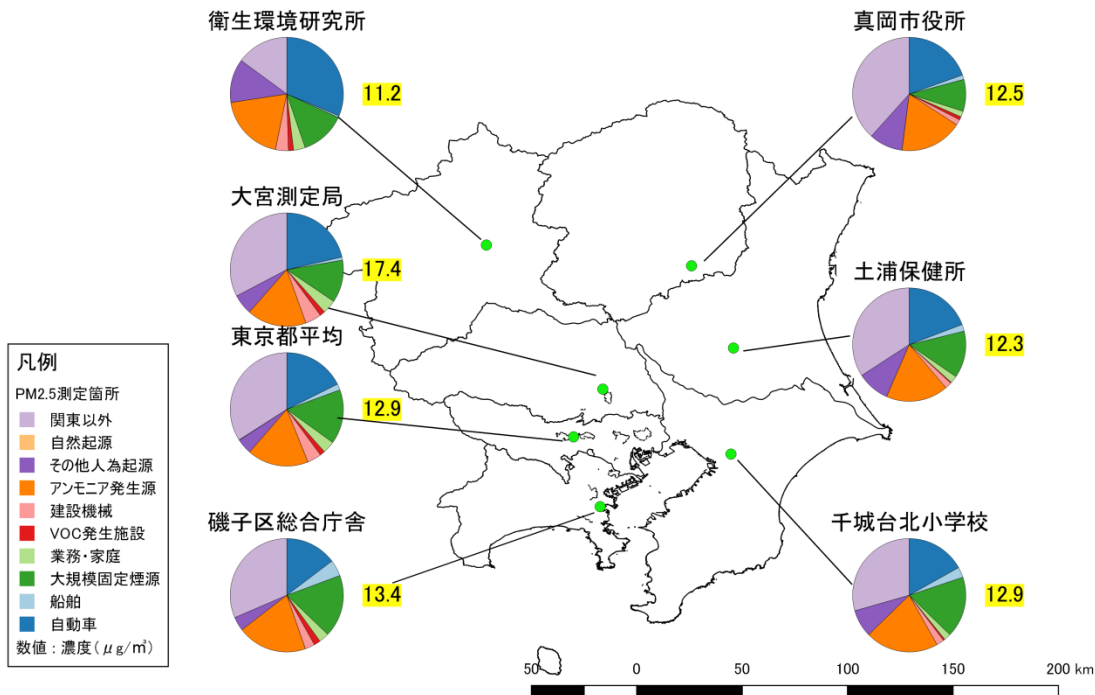 衛生環境研究所
11.2
真岡市役所
12.5
大宮測定局
17.4
土浦保健所
12.3
東京都平均
12.9
磯子区総合庁舎
13.4
千城台北小学校
12.9
凡例
PM2.5測定箇所
関東以外
自然起源
その他人為起源
アンモニア発生源
建設機械
VOC発生施設
業務・家庭
大規模固定煙源
船舶
自動車
数値：濃度(μg/㎥)
50 0 50 100 150 200 km